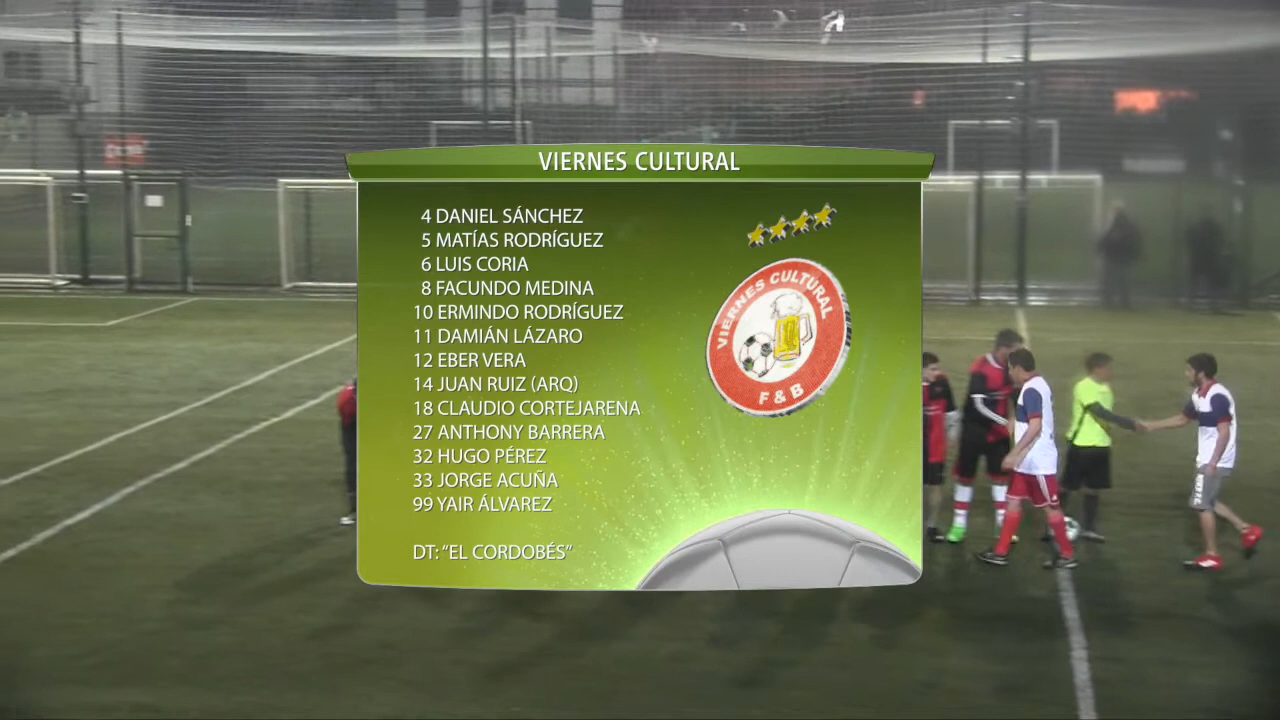 VIERNES CULTURAL
4 DANIEL SÁNCHEZ
5 MATÍAS RODRÍGUEZ
6 LUIS CORIA
8 FACUNDO MEDINA
10 ERMINDO RODRÍGUEZ
11 DAMIÁN LÁZARO
12 EBER VERA
14 JUAN RUIZ (ARQ)
18 CLAUDIO CORTEJARENA
27 ANTHONY BARRERA
32 HUGO PÉREZ
33 JORGE ACUÑA
99 YAIR ÁLVAREZ
DT: "EL CORDOBÉS"
VIERNES CULTURAL
F & B